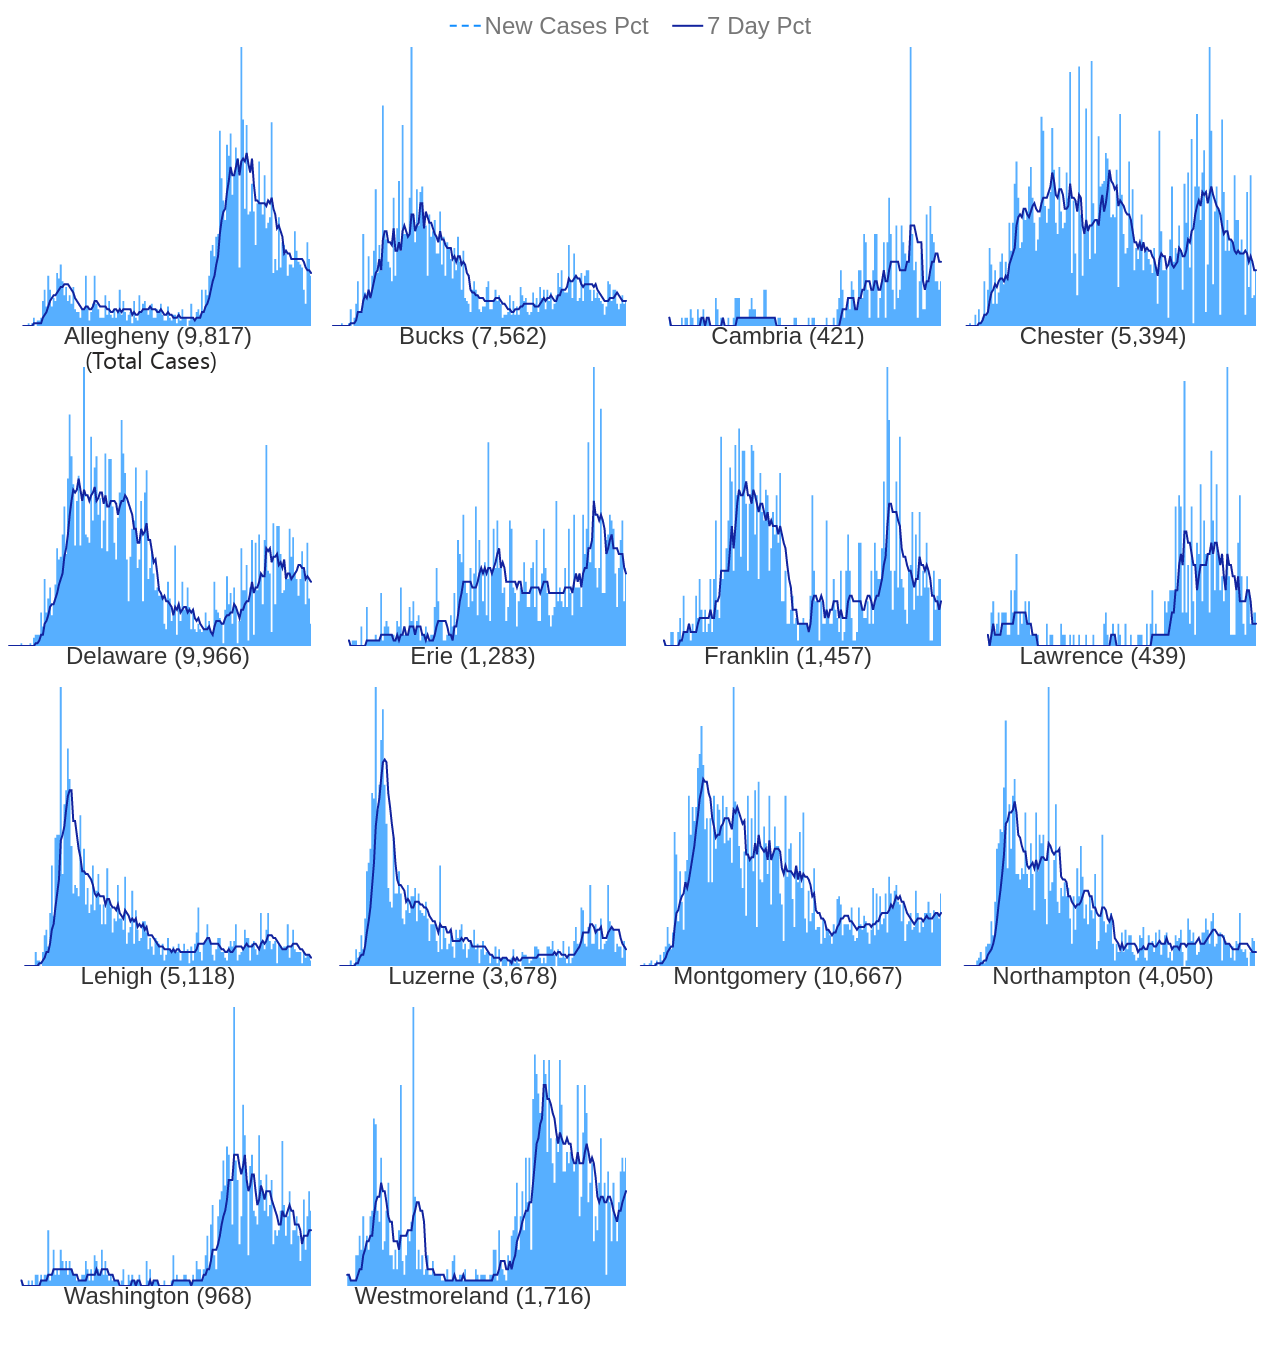 New Cases Pct 7 Day Pct
Allegheny (9,817) Bucks (7,562) Cambria (421) Chester (5,394)
(Total Cases)
Delaware (9,966) Erie (1,283) Franklin (1,457) Lawrence (439)
Lehigh (5,118) Luzerne (3,678) Montgomery (10,667) Northampton (4,050)
Washington (968) Westmoreland (1,716)